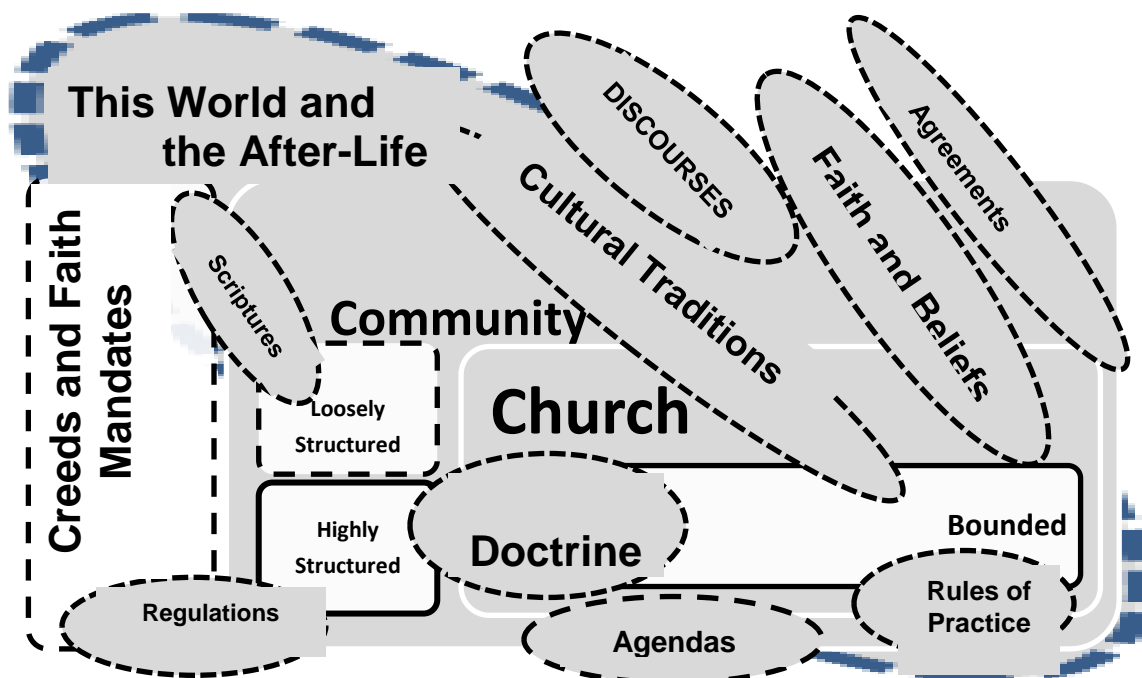 This World and
the After-Life
DISCOURSES
Agreements
Faith and Beliefs
Cultural Traditions
Creeds and Faith
Mandates
Scriptures
Community
Church
Loosely
Structured
Highly
Structured
Doctrine
Bounded
Regulations
Agendas
Rules of
Practice